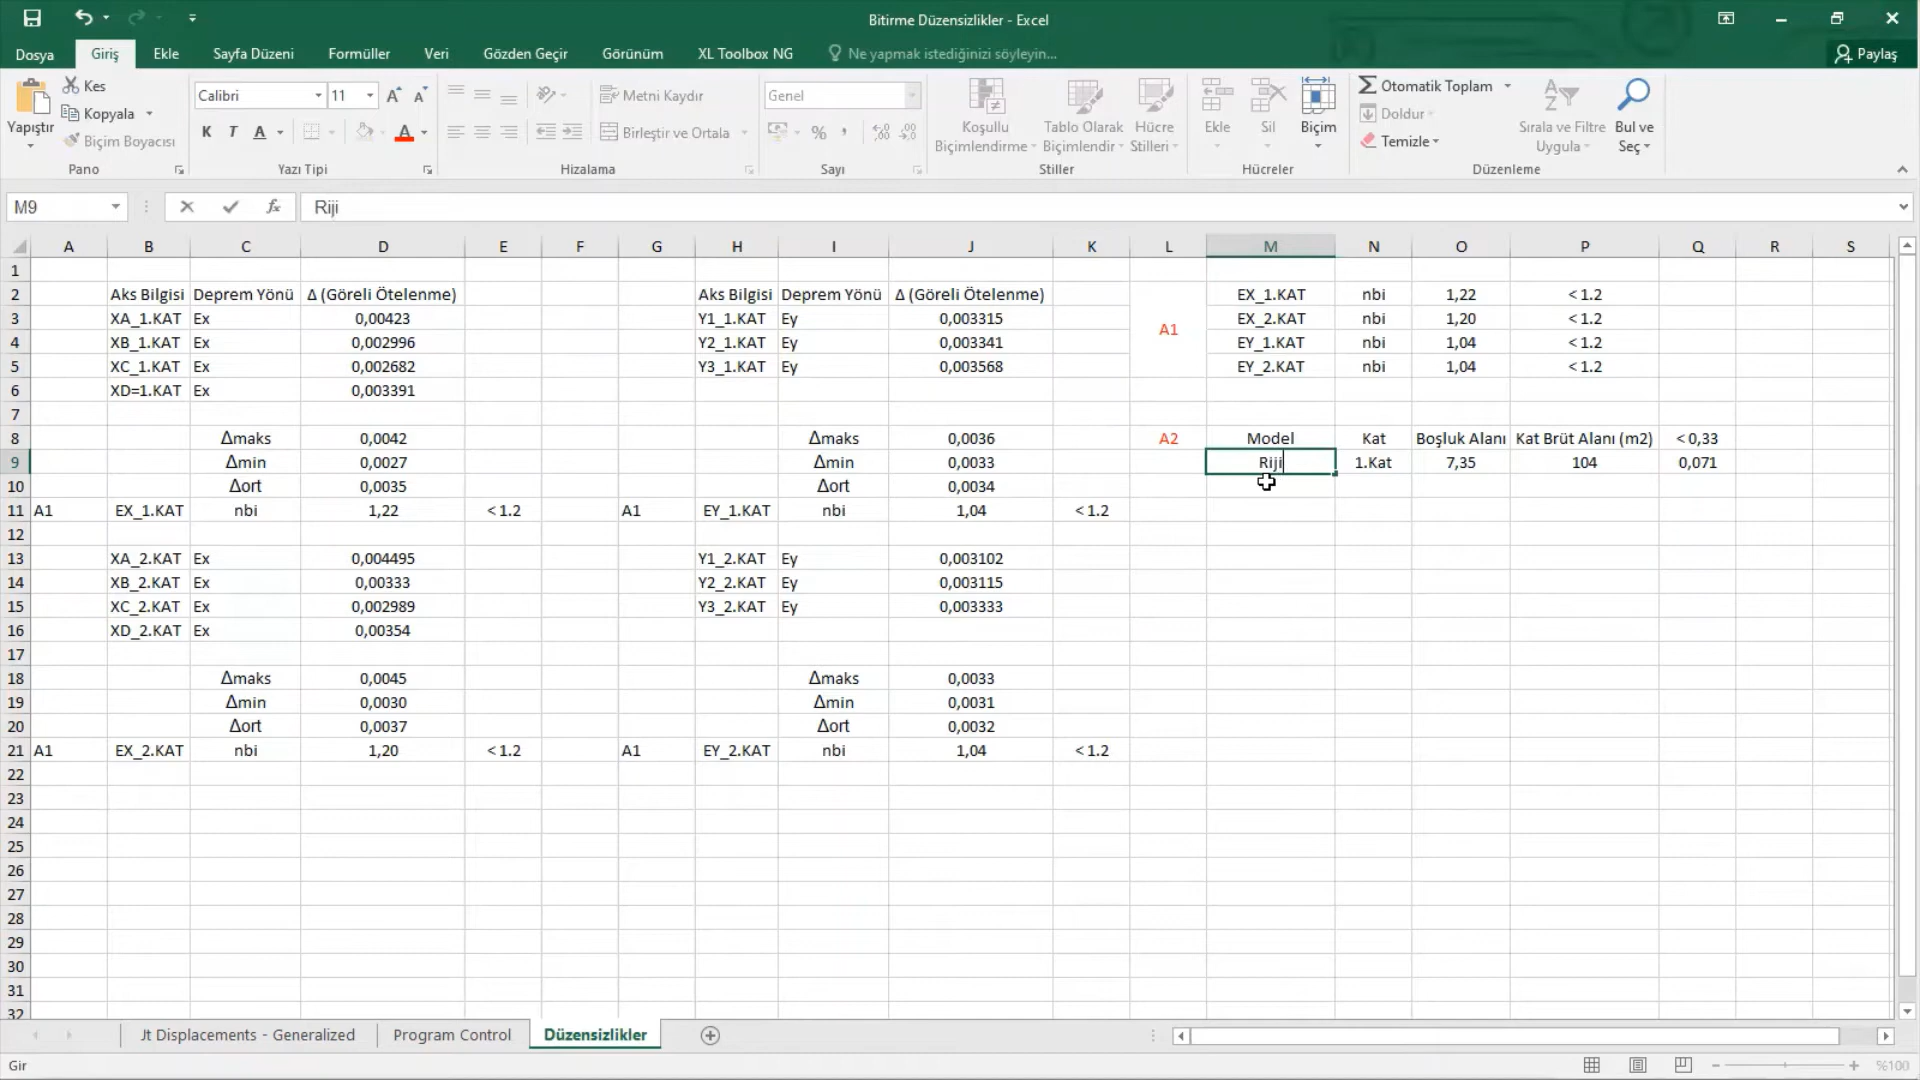 Bitirme Düzensizlikler - Excel
Dosya Giriş Ekle Sayfa Düzeni Formüller Veri Gözden Geçir Görünüm XL Toolbox NG Ne yapmak istediğinizi söyleyin... Paylaş
Yapıştır
Kes
Kopyala
Biçim Boyacısı
Pano
Calibri 11
K T A A
Yazı Tipi
Metni Kaydır
Birleştir ve Ortala
Hizalama
Genel
%
Sayı
Koşullu Biçimlendirme
Tablo Olarak Biçimlendir
Hücre Stilleri
Stiller
Ekle
Sil
Biçim
Hücreler
Otomatik Toplam
Doldur
Temizle
Sırala ve Filtre Uygula
Bul ve Seç
Düzenleme
M9 fx Riji
A B C D E F G H I J K L M N O P Q R S
1
2 Aks Bilgisi Deprem Yönü Δ (Göreli Ötelenme) Aks Bilgisi Deprem Yönü Δ (Göreli Ötelenme) EX_1.KAT nbi 1,22 < 1.2
3 XA_1.KAT Ex 0,00423 Y1_1.KAT Ey 0,003315 EX_2.KAT nbi 1,20 < 1.2
A1
4 XB_1.KAT Ex 0,002996 Y2_1.KAT Ey 0,003341 EY_1.KAT nbi 1,04 < 1.2
5 XC_1.KAT Ex 0,002682 Y3_1.KAT Ey 0,003568 EY_2.KAT nbi 1,04 < 1.2
6 XD=1.KAT Ex 0,003391
7
8 Δmaks 0,0042 Δmaks 0,0036 A2 Model Kat Boşluk Alanı Kat Brüt Alanı (m2) < 0,33
9 Δmin 0,0027 Δmin 0,0033 Riji 1.Kat 7,35 104 0,071
10 Δort 0,0035 Δort 0,0034
11 A1 EX_1.KAT nbi 1,22 < 1.2 A1 EY_1.KAT nbi 1,04 < 1.2
12
13 XA_2.KAT Ex 0,004495 Y1_2.KAT Ey 0,003102
14 XB_2.KAT Ex 0,00333 Y2_2.KAT Ey 0,003115
15 XC_2.KAT Ex 0,002989 Y3_2.KAT Ey 0,003333
16 XD_2.KAT Ex 0,00354
17
18 Δmaks 0,0045 Δmaks 0,0033
19 Δmin 0,0030 Δmin 0,0031
20 Δort 0,0037 Δort 0,0032
21 A1 EX_2.KAT nbi 1,20 < 1.2 A1 EY_2.KAT nbi 1,04 < 1.2
22
23
24
25
26
27
28
29
30
31
32
Jt Displacements - Generalized Program Control Düzensizlikler
Gir %100